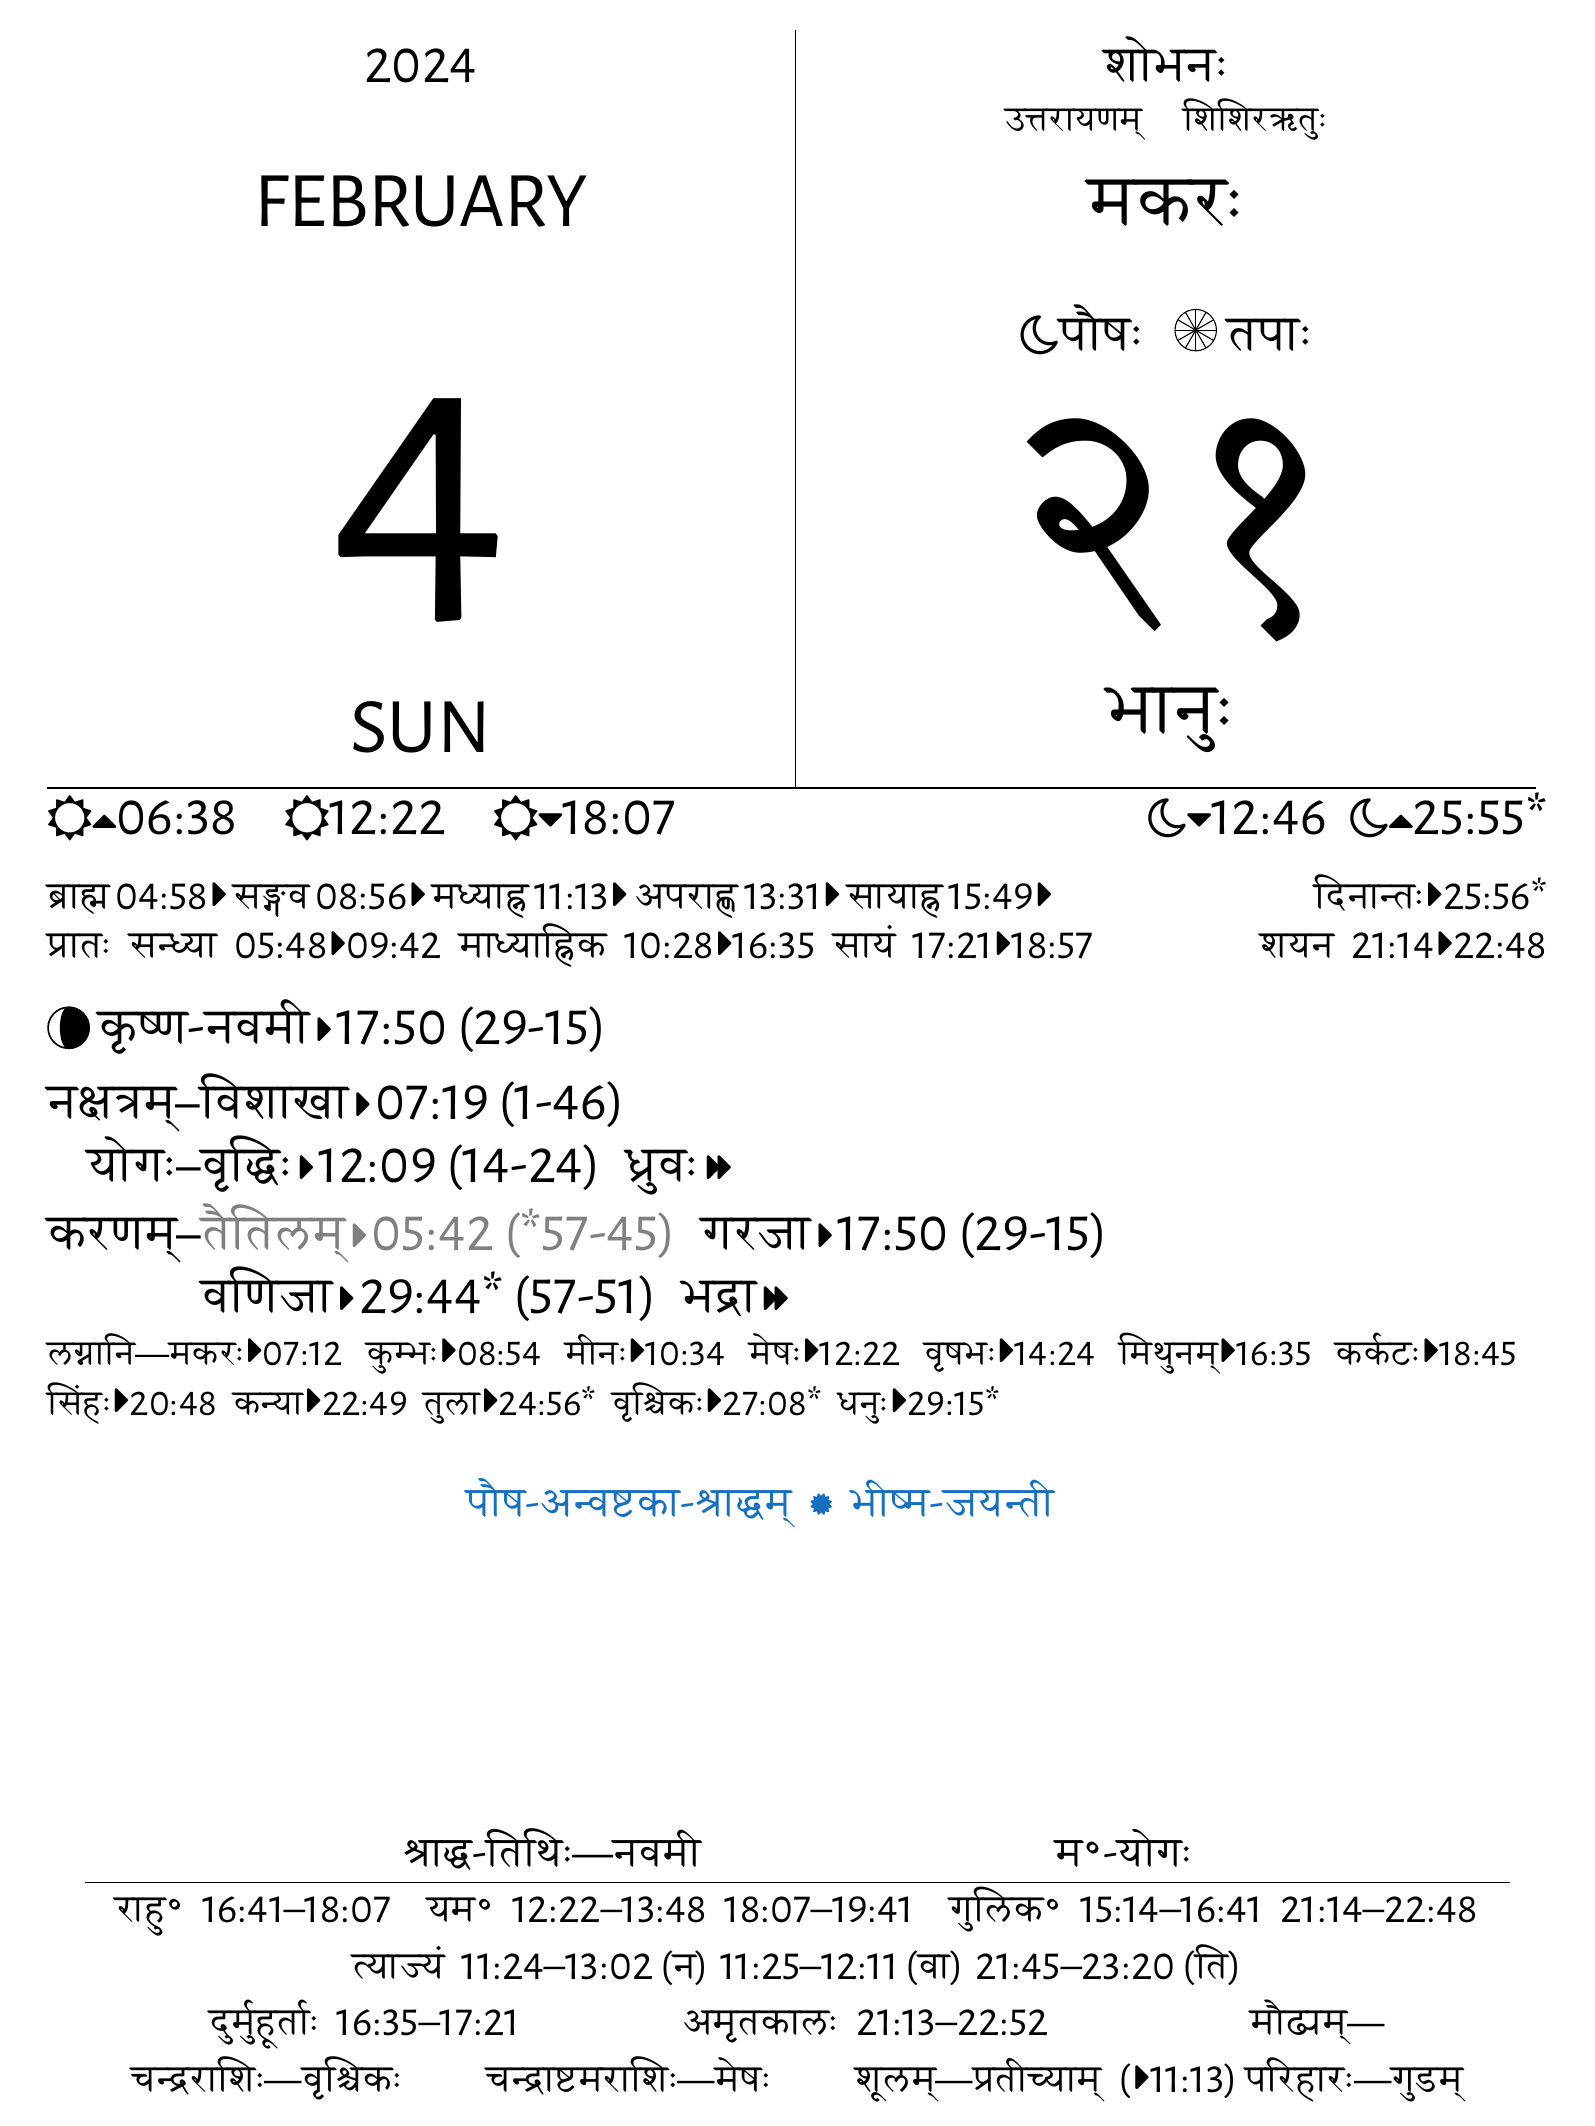 2024
FEBRUARY
4
SUN
शोभनः
उत्तरायणम् शिशिरऋतुः
मकरः
पौषः तपाः
२१
भानुः
06:38 12:22 18:07 12:46 25:55*
ब्राह्म 04:58 सङ्गव 08:56 मध्याह्न 11:13 अपराह्ण 13:31 सायाह्न 15:49 दिनान्तः 25:56*
प्रातः सन्ध्या 05:48 09:42 माध्याह्निक 10:28 16:35 सायं 17:21 18:57 शयन 21:14 22:48
कृष्ण-नवमी 17:50 (29-15)
नक्षत्रम्–विशाखा 07:19 (1-46)
योगः–वृद्धिः 12:09 (14-24) ध्रुवः
करणम्–तैतिलम् 05:42 (*57-45) गरजा 17:50 (29-15)
वणिजा 29:44* (57-51) भद्रा
लग्नानि—मकरः 07:12 कुम्भः 08:54 मीनः 10:34 मेषः 12:22 वृषभः 14:24 मिथुनम् 16:35 कर्कटः 18:45
सिंहः 20:48 कन्या 22:49 तुला 24:56* वृश्चिकः 27:08* धनुः 29:15*
पौष-अन्वष्टका-श्राद्धम् ✹ भीष्म-जयन्ती
श्राद्ध-तिथिः—नवमी म॰-योगः
राहु॰ 16:41–18:07 यम॰ 12:22–13:48 18:07–19:41 गुलिक॰ 15:14–16:41 21:14–22:48
त्याज्यं 11:24–13:02 (न) 11:25–12:11 (वा) 21:45–23:20 (ति)
दुर्मुहूर्ताः 16:35–17:21 अमृतकालः 21:13–22:52 मौढ्यम्—
चन्द्रराशिः—वृश्चिकः चन्द्राष्टमराशिः—मेषः शूलम्—प्रतीच्याम् (11:13) परिहारः—गुडम्